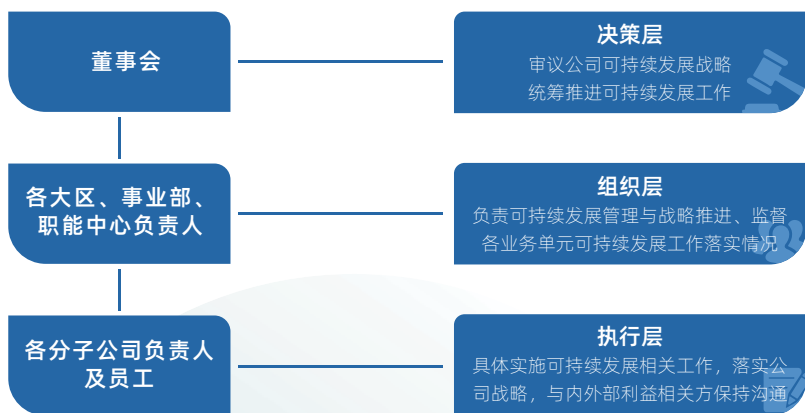 董事会
决策层
审议公司可持续发展战略
统筹推进可持续发展工作
各大区、事业部、
职能中心负责人
组织层
负责可持续发展管理与战略推进、监督
各业务单元可持续发展工作落实情况
各分子公司负责人
及员工
执行层
具体实施可持续发展相关工作，落实公
司战略，与内外部利益相关方保持沟通